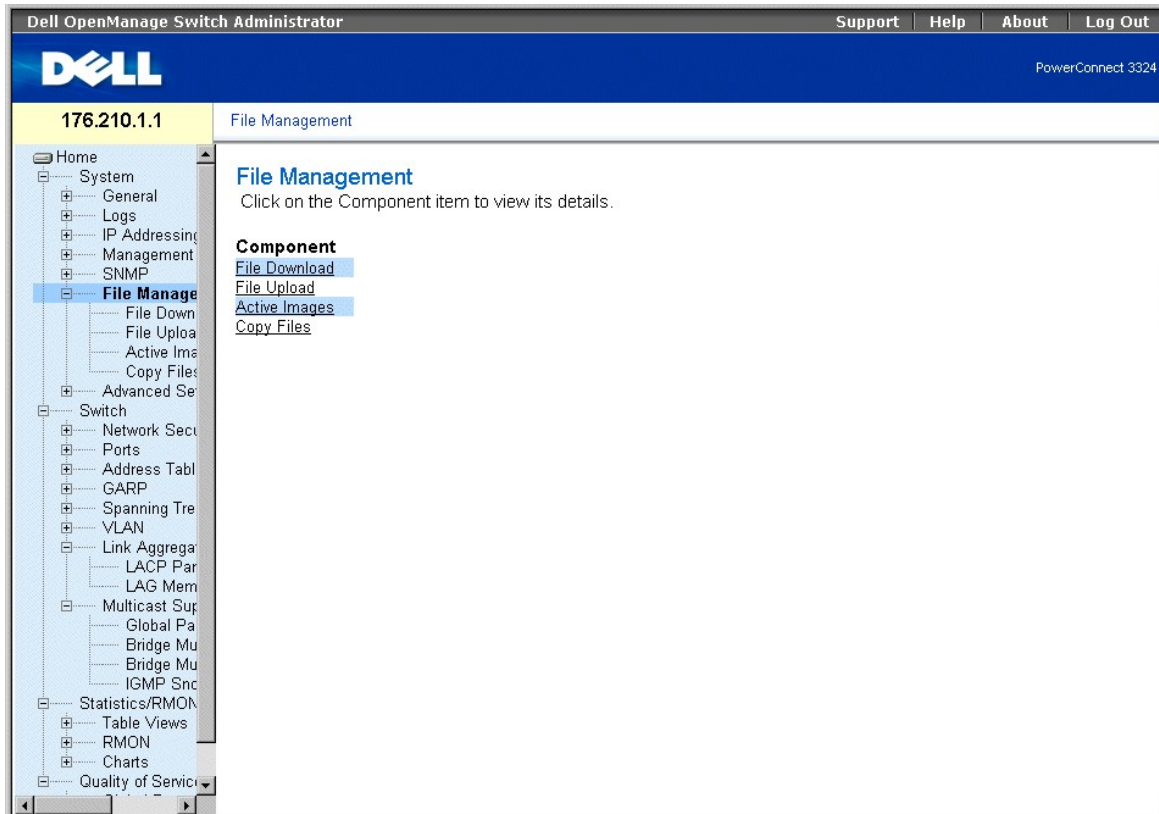 Dell OpenManage Switch Administrator
Support Help About Log Out
DELL
PowerConnect 3324
176.210.1.1
File Management
Home
System
General
Logs
IP Addressing
Management
SNMP
File Manage
File Down
File Uploa
Active Ima
Copy Files
Advanced Se
Switch
Network Secu
Ports
Address Tabl
GARP
Spanning Tre
VLAN
Link Aggrega
LACP Par
LAG Mem
Multicast Sup
Global Pa
Bridge Mu
Bridge Mu
IGMP Sno
Statistics/RMON
Table Views
RMON
Charts
Quality of Servic
File Management
Click on the Component item to view its details.
Component
File Download
File Upload
Active Images
Copy Files